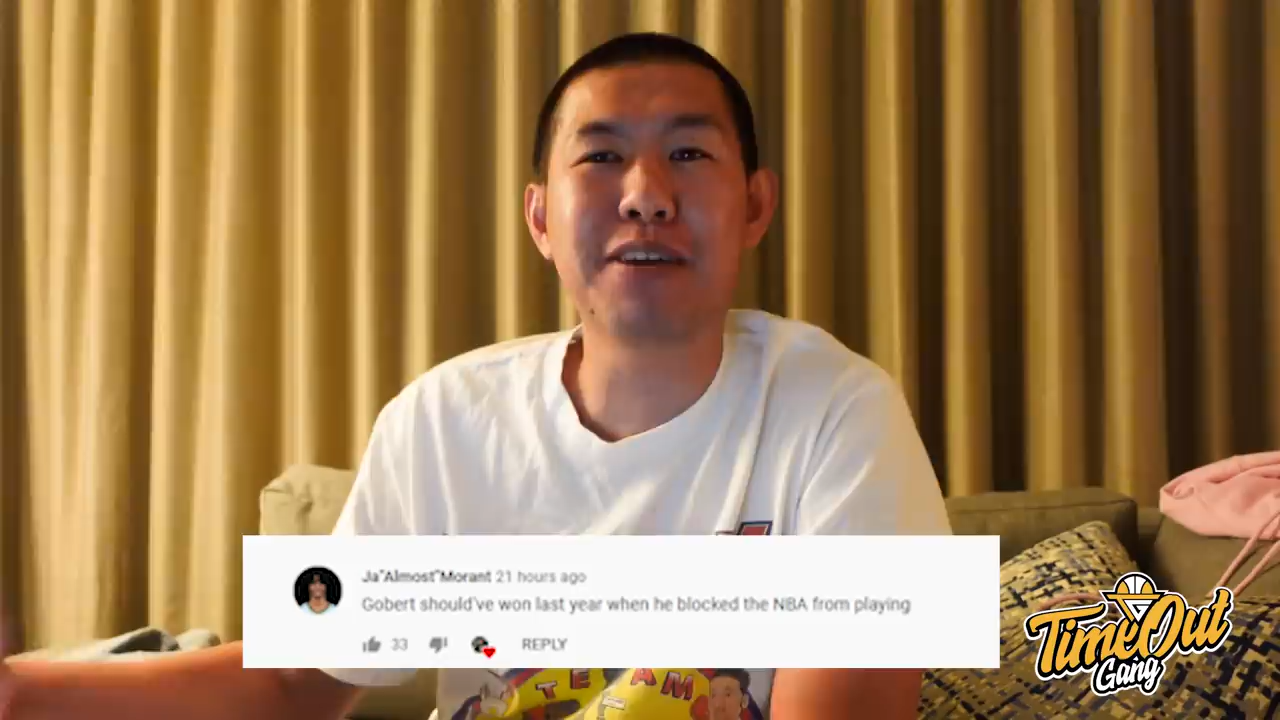 Ja"Almost"Morant 21 hours ago
Gobert should've won last year when he blocked the NBA from playing
33
REPLY
TEAM
TimeOut
Gang